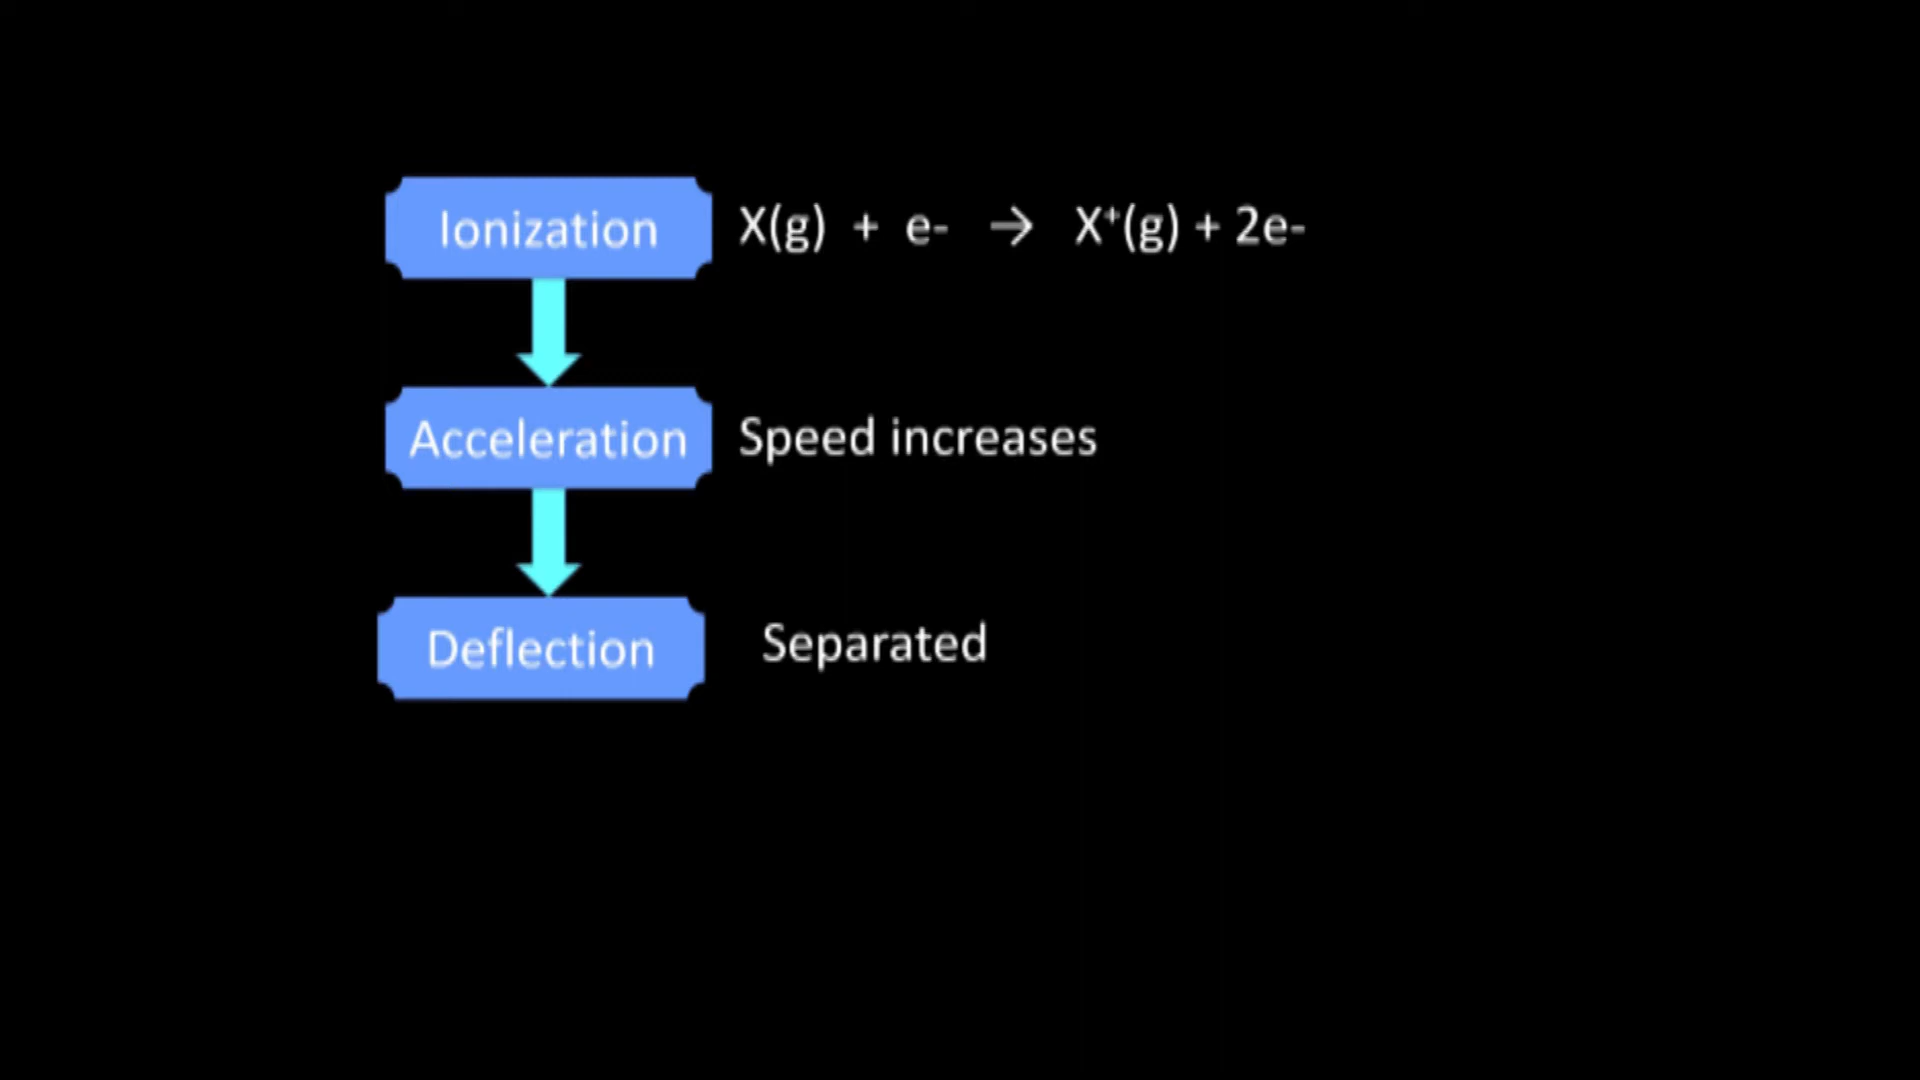 Ionization X(g) + e- → X⁺(g) + 2e-
Acceleration Speed increases
Deflection Separated